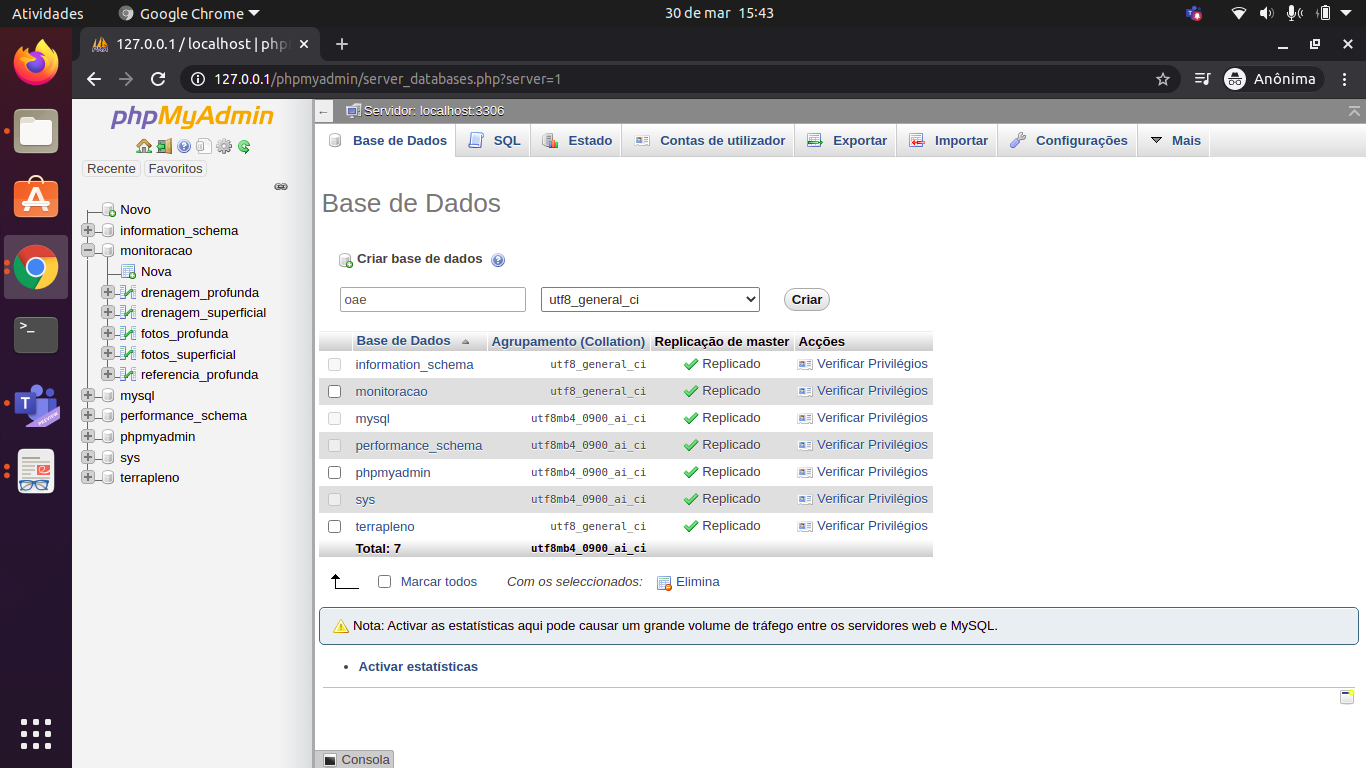 Atividades Google Chrome 30 de mar 15:43
127.0.0.1 / localhost | php
127.0.0.1/phpmyadmin/server_databases.php?server=1 Anônima
phpMyAdmin
Recente Favoritos
Novo
information_schema
monitoracao
Nova
drenagem_profunda
drenagem_superficial
fotos_profunda
fotos_superficial
referencia_profunda
mysql
performance_schema
phpmyadmin
sys
terrapleno
Servidor: localhost:3306
Base de Dados SQL Estado Contas de utilizador Exportar Importar Configurações Mais
Base de Dados
Criar base de dados
oae utf8_general_ci Criar
Base de Dados Agrupamento (Collation) Replicação de master Acções
information_schema utf8_general_ci Replicado Verificar Privilégios
monitoracao utf8_general_ci Replicado Verificar Privilégios
mysql utf8mb4_0900_ai_ci Replicado Verificar Privilégios
performance_schema utf8mb4_0900_ai_ci Replicado Verificar Privilégios
phpmyadmin utf8mb4_0900_ai_ci Replicado Verificar Privilégios
sys utf8mb4_0900_ai_ci Replicado Verificar Privilégios
terrapleno utf8_general_ci Replicado Verificar Privilégios
Total: 7 utf8mb4_0900_ai_ci
Marcar todos Com os seleccionados: Elimina
Nota: Activar as estatísticas aqui pode causar um grande volume de tráfego entre os servidores web e MySQL.
Activar estatísticas
Consola